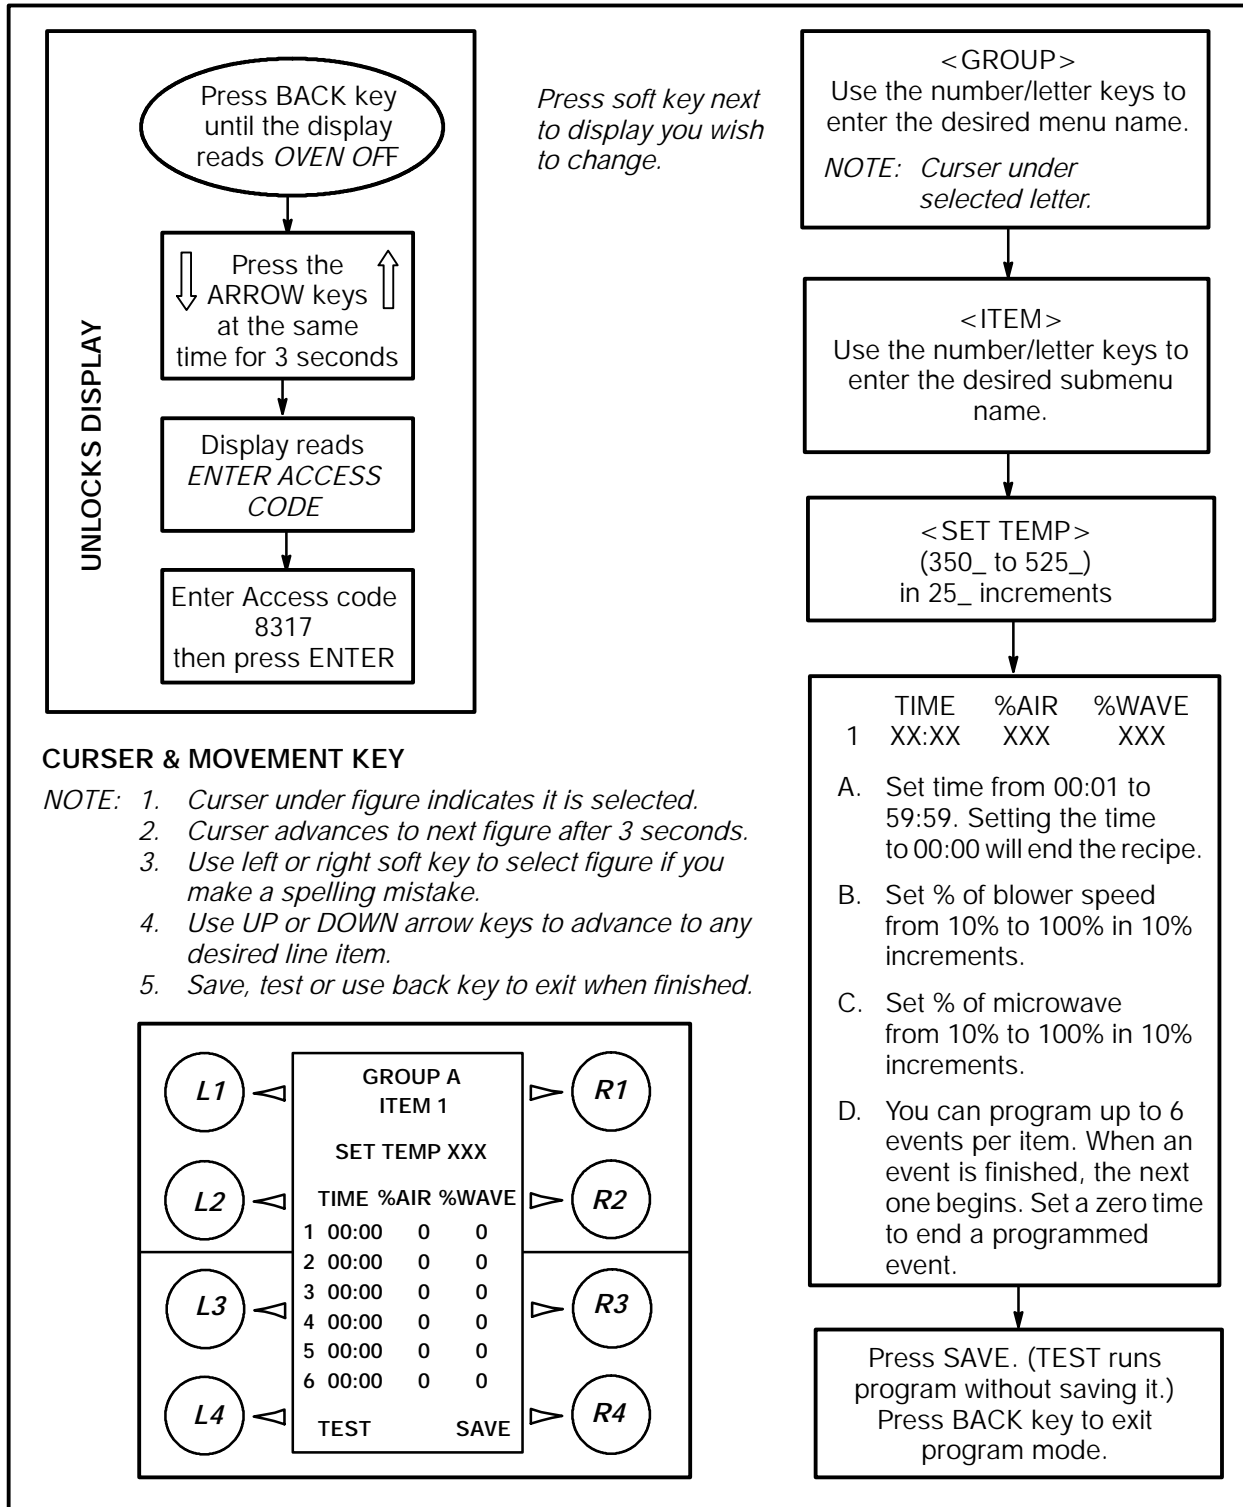 UNLOCKS DISPLAY
Press BACK key
until the display
reads OVEN OFF
Press the
ARROW keys
at the same
time for 3 seconds
Display reads
ENTER ACCESS
CODE
Enter Access code
8317
then press ENTER
Press soft key next
to display you wish
to change.
CURSER & MOVEMENT KEY
NOTE: 1. Curser under figure indicates it is selected.
2. Curser advances to next figure after 3 seconds.
3. Use left or right soft key to select figure if you
make a spelling mistake.
4. Use UP or DOWN arrow keys to advance to any
desired line item.
5. Save, test or use back key to exit when finished.
L1
L2
L3
L4
GROUP A
ITEM 1
SET TEMP XXX
TIME %AIR %WAVE
1 00:00 0 0
2 00:00 0 0
3 00:00 0 0
4 00:00 0 0
5 00:00 0 0
6 00:00 0 0
TEST SAVE
R1
R2
R3
R4
<GROUP>
Use the number/letter keys to
enter the desired menu name.
NOTE: Curser under
selected letter.
<ITEM>
Use the number/letter keys to
enter the desired submenu
name.
<SET TEMP>
(350_ to 525_)
in 25_ increments
TIME %AIR %WAVE
1 XX:XX XXX XXX
A. Set time from 00:01 to
59:59. Setting the time
to 00:00 will end the recipe.
B. Set % of blower speed
from 10% to 100% in 10%
increments.
C. Set % of microwave
from 10% to 100% in 10%
increments.
D. You can program up to 6
events per item. When an
event is finished, the next
one begins. Set a zero time
to end a programmed
event.
Press SAVE. (TEST runs
program without saving it.)
Press BACK key to exit
program mode.